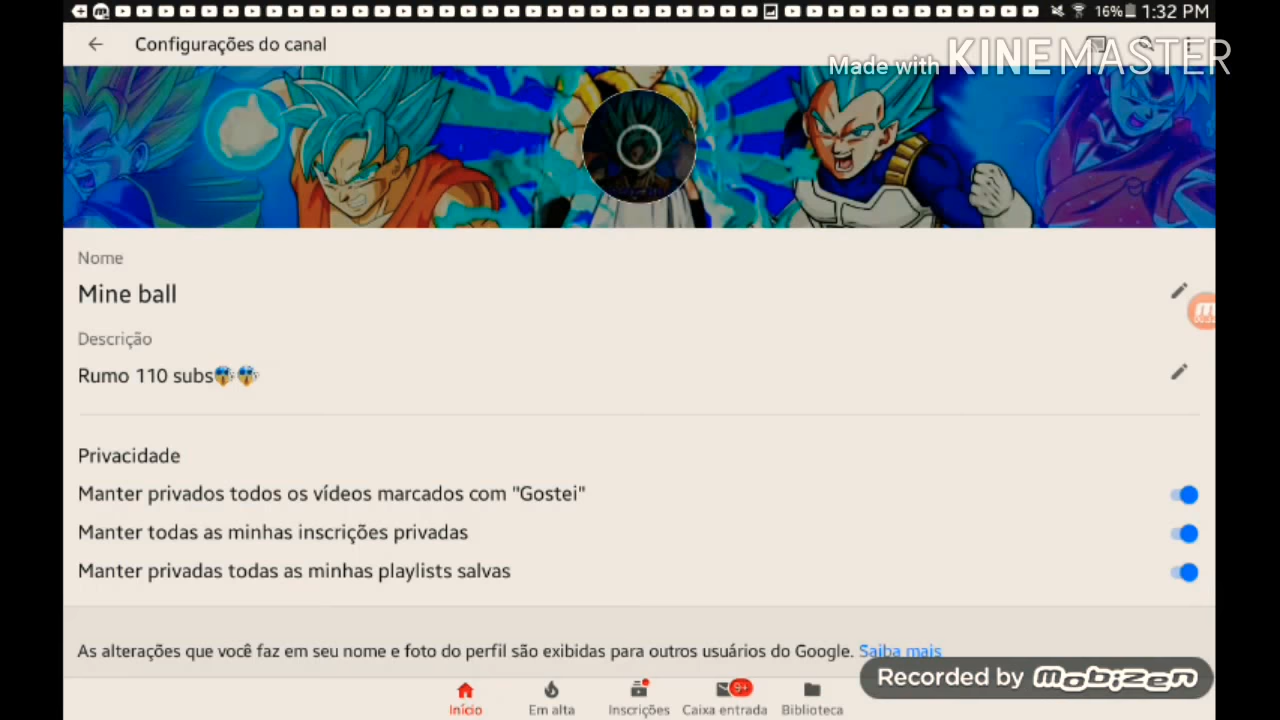 16% 1:32 PM
Configurações do canal
Made with KINEMASTER
Nome
Mine ball
Descrição
Rumo 110 subs😱😱
Privacidade
Manter privados todos os vídeos marcados com "Gostei"
Manter todas as minhas inscrições privadas
Manter privadas todas as minhas playlists salvas
As alterações que você faz em seu nome e foto do perfil são exibidas para outros usuários do Google. Saiba mais
Recorded by mobizen
9+
Início Em alta Inscrições Caixa entrada Biblioteca